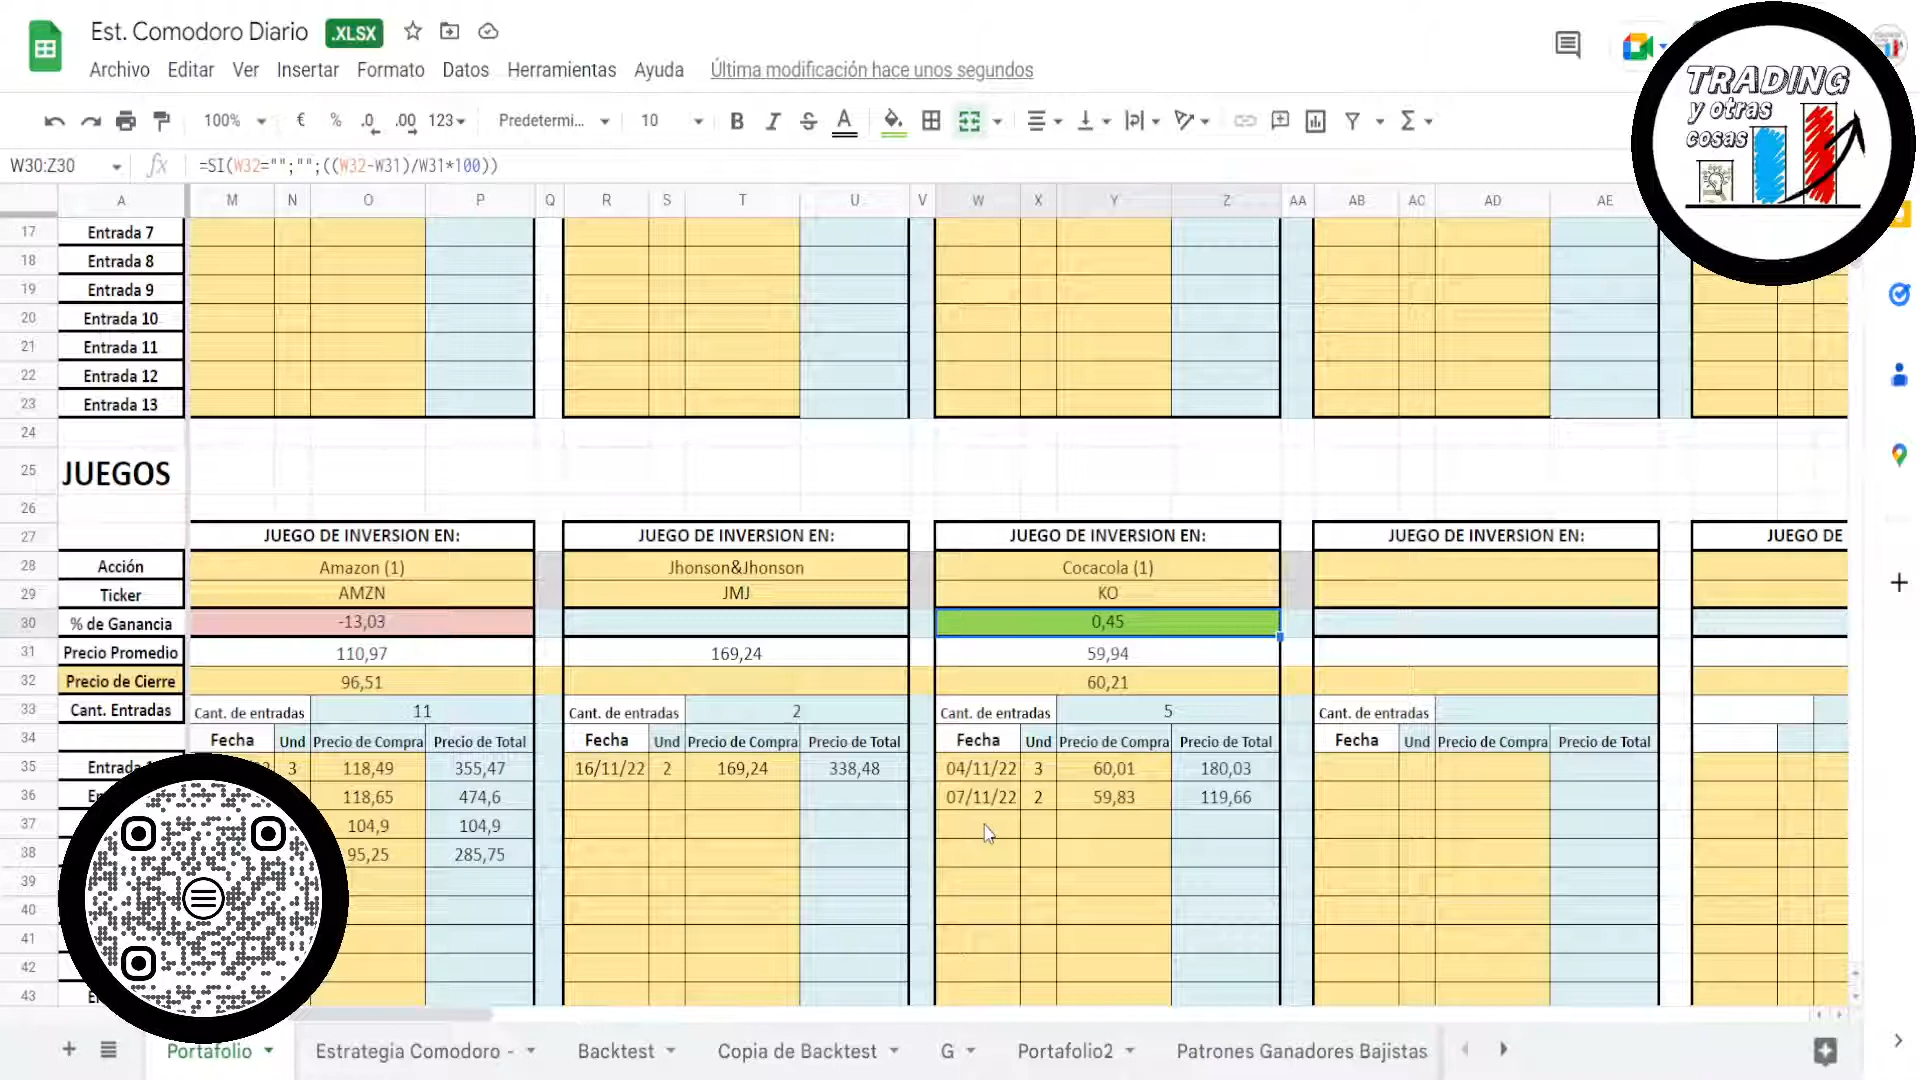 Est. Comodoro Diario .XLSX
Archivo Editar Ver Insertar Formato Datos Herramientas Ayuda Última modificación hace unos segundos
100% € % .0 .00 123 Predetermi... 10 B I S A Σ
W30:Z30 fx =SI(W32="";"";((W32-W31)/W31*100))
TRADING
y otras
cosas
A M N O P Q R S T U V W X Y Z AA AB AC AD AE
17 Entrada 7
18 Entrada 8
19 Entrada 9
20 Entrada 10
21 Entrada 11
22 Entrada 12
23 Entrada 13
24
25 JUEGOS
26
27 JUEGO DE INVERSION EN: JUEGO DE INVERSION EN: JUEGO DE INVERSION EN: JUEGO DE INVERSION EN: JUEGO DE
28 Acción Amazon (1) Jhonson&Jhonson Cocacola (1)
29 Ticker AMZN JMJ KO
30 % de Ganancia -13,03 0,45
31 Precio Promedio 110,97 169,24 59,94
32 Precio de Cierre 96,51 60,21
33 Cant. Entradas Cant. de entradas 11 Cant. de entradas 2 Cant. de entradas 5 Cant. de entradas
34 Fecha Und Precio de Compra Precio de Total Fecha Und Precio de Compra Precio de Total Fecha Und Precio de Compra Precio de Total Fecha Und Precio de Compra Precio de Total
35 Entrada 3 118,49 355,47 16/11/22 2 169,24 338,48 04/11/22 3 60,01 180,03
36 118,65 474,6 07/11/22 2 59,83 119,66
37 104,9 104,9
38 95,25 285,75
39
40
41
42
43
Portafolio Estrategia Comodoro - Backtest Copia de Backtest G Portafolio2 Patrones Ganadores Bajistas